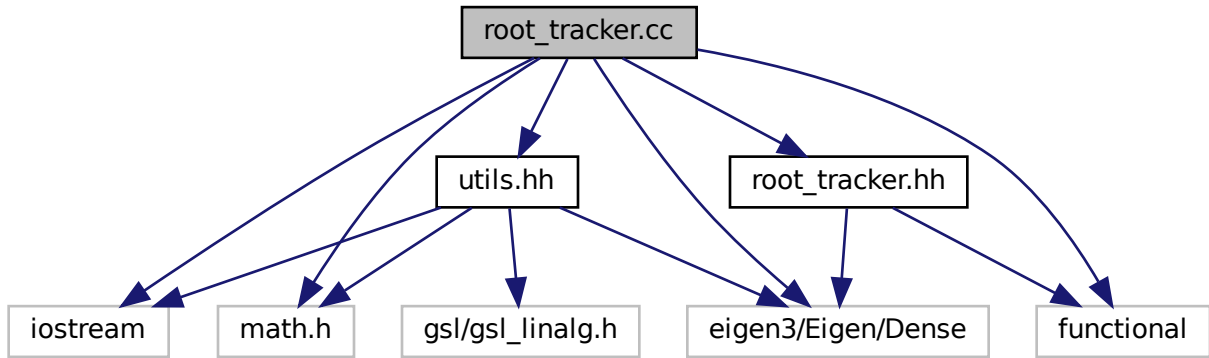 root_tracker.cc
utils.hh
root_tracker.hh
iostream
math.h
gsl/gsl_linalg.h
eigen3/Eigen/Dense
functional